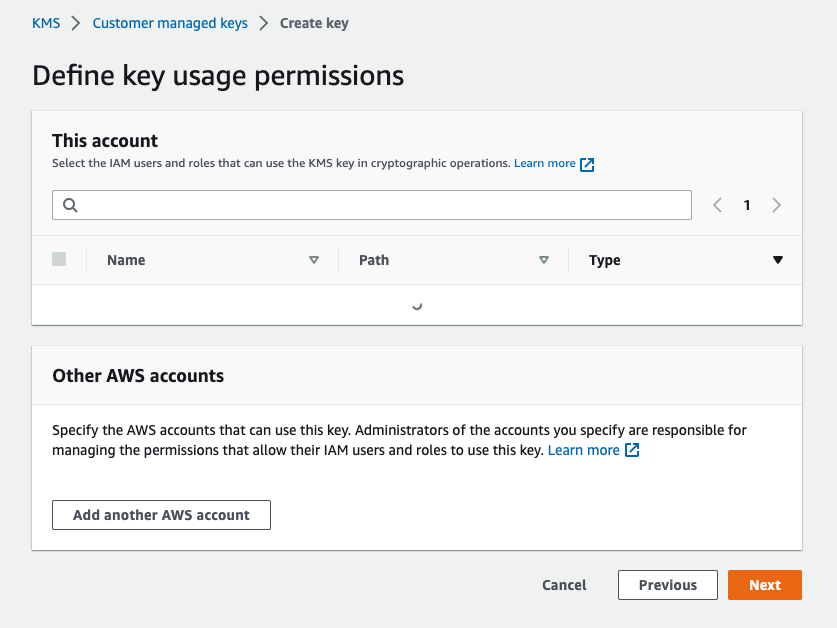 KMS > Customer managed keys > Create key
Define key usage permissions
This account
Select the IAM users and roles that can use the KMS key in cryptographic operations. Learn more
1
Name Path Type
Other AWS accounts
Specify the AWS accounts that can use this key. Administrators of the accounts you specify are responsible for
managing the permissions that allow their IAM users and roles to use this key. Learn more
Add another AWS account
Cancel Previous Next